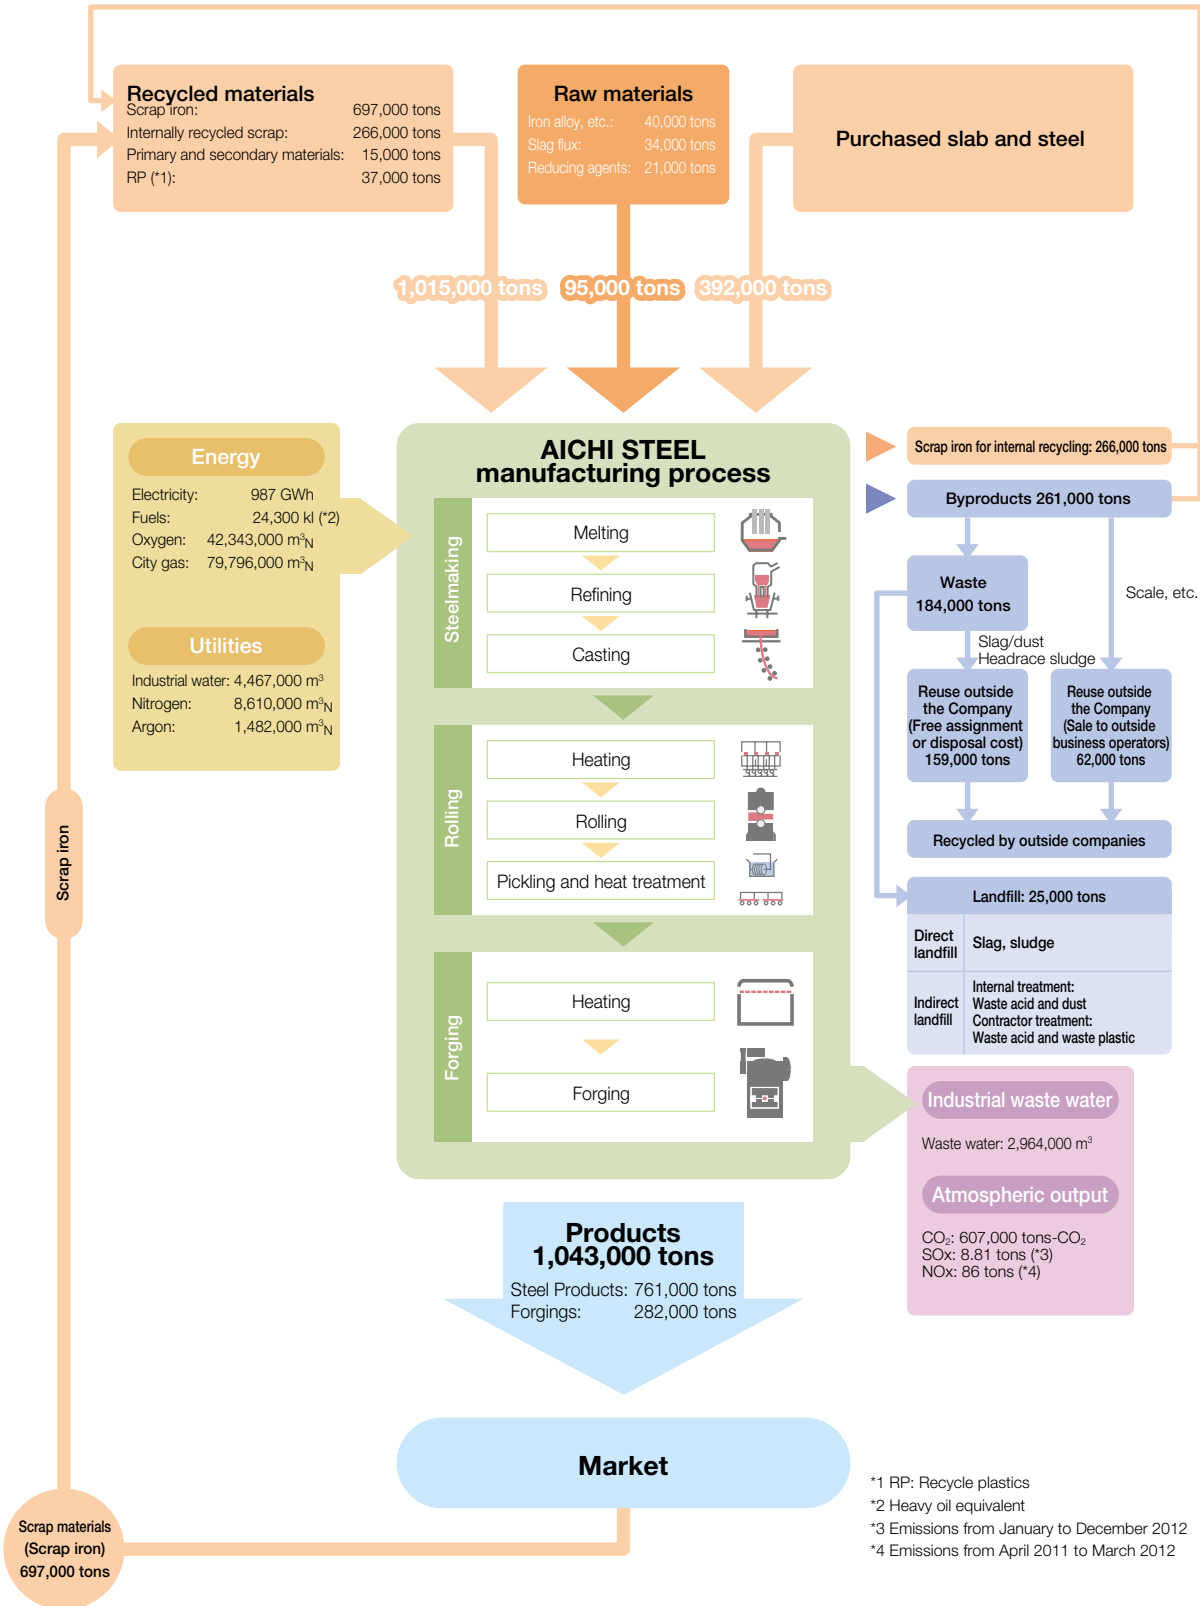 Recycled materials
Scrap iron: 697,000 tons
Internally recycled scrap: 266,000 tons
Primary and secondary materials: 15,000 tons
RP (*1): 37,000 tons
Raw materials
Iron alloy, etc.: 40,000 tons
Slag flux: 34,000 tons
Reducing agents: 21,000 tons
Purchased slab and steel
1,015,000 tons
95,000 tons
392,000 tons
Energy
Electricity: 987 GWh
Fuels: 24,300 kl (*2)
Oxygen: 42,343,000 m³N
City gas: 79,796,000 m³N
Utilities
Industrial water: 4,467,000 m³
Nitrogen: 8,610,000 m³N
Argon: 1,482,000 m³N
AICHI STEEL
manufacturing process
Steelmaking
Melting
Refining
Casting
Rolling
Heating
Rolling
Pickling and heat treatment
Forging
Heating
Forging
Scrap iron for internal recycling: 266,000 tons
Byproducts 261,000 tons
Waste
184,000 tons
Scale, etc.
Slag/dust
Headrace sludge
Reuse outside
the Company
(Free assignment
or disposal cost)
159,000 tons
Reuse outside
the Company
(Sale to outside
business operators)
62,000 tons
Recycled by outside companies
Landfill: 25,000 tons
Direct
landfill
Slag, sludge
Indirect
landfill
Internal treatment:
Waste acid and dust
Contractor treatment:
Waste acid and waste plastic
Industrial waste water
Waste water: 2,964,000 m³
Atmospheric output
CO₂: 607,000 tons-CO₂
SOx: 8.81 tons (*3)
NOx: 86 tons (*4)
Products
1,043,000 tons
Steel Products: 761,000 tons
Forgings: 282,000 tons
Market
Scrap iron
Scrap materials
(Scrap iron)
697,000 tons
*1 RP: Recycle plastics
*2 Heavy oil equivalent
*3 Emissions from January to December 2012
*4 Emissions from April 2011 to March 2012